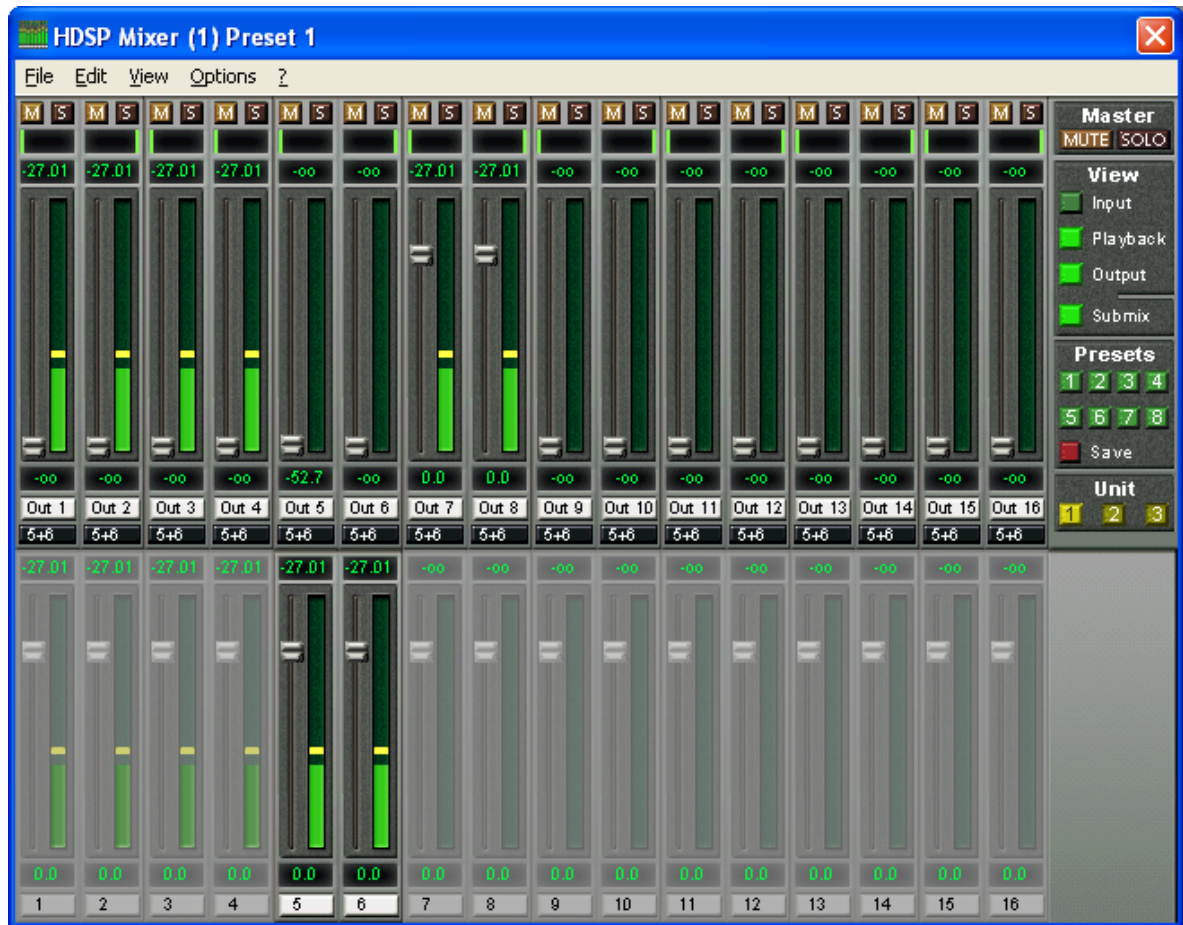 HDSP Mixer (1) Preset 1
File Edit View Options ?
M S M S M S M S M S M S M S M S M S M S M S M S M S M S M S M S
-27.01 -27.01 -27.01 -27.01 -oo -oo -27.01 -27.01 -oo -oo -oo -oo -oo -oo -oo -oo
-oo -oo -oo -oo -52.7 -oo 0.0 0.0 -oo -oo -oo -oo -oo -oo -oo -oo
Out 1 Out 2 Out 3 Out 4 Out 5 Out 6 Out 7 Out 8 Out 9 Out 10 Out 11 Out 12 Out 13 Out 14 Out 15 Out 16
5+6 5+6 5+6 5+6 5+6 5+6 5+6 5+6 5+6 5+6 5+6 5+6 5+6 5+6 5+6 5+6
-27.01 -27.01 -27.01 -27.01 -27.01 -27.01 -oo -oo -oo -oo -oo -oo -oo -oo -oo -oo
0.0 0.0 0.0 0.0 0.0 0.0 0.0 0.0 0.0 0.0 0.0 0.0 0.0 0.0 0.0 0.0
1 2 3 4 5 6 7 8 9 10 11 12 13 14 15 16
Master
MUTE SOLO
View
Input
Playback
Output
Submix
Presets
1 2 3 4
5 6 7 8
Save
Unit
1 2 3